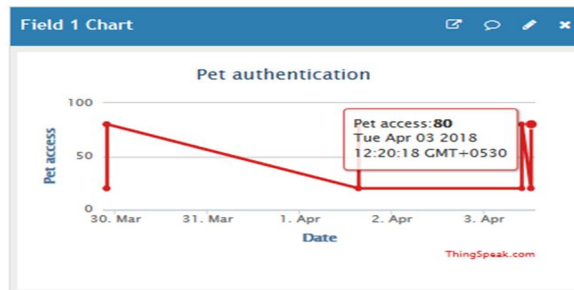 Field 1 Chart
Pet authentication
100
50
0
Pet access
Pet access:80
Tue Apr 03 2018
12:20:18 GMT+0530
30. Mar 31. Mar 1. Apr 2. Apr 3. Apr
Date
ThingSpeak.com